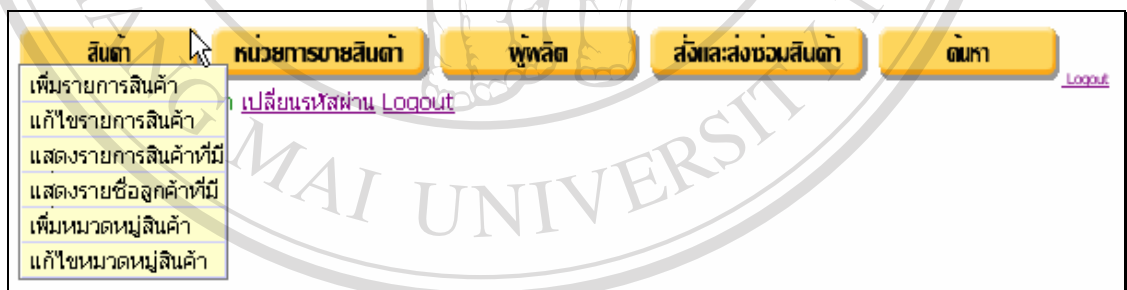 สินค้า หน่วยการขายสินค้า ผู้ผลิต สั่งและส่งซ่อมสินค้า ค้นหา
Logout
เปลี่ยนรหัสผ่าน Logout
เพิ่มรายการสินค้า
แก้ไขรายการสินค้า
แสดงรายการสินค้าที่มี
แสดงรายชื่อลูกค้าที่มี
เพิ่มหมวดหมู่สินค้า
แก้ไขหมวดหมู่สินค้า
MAI UNIVERSITY